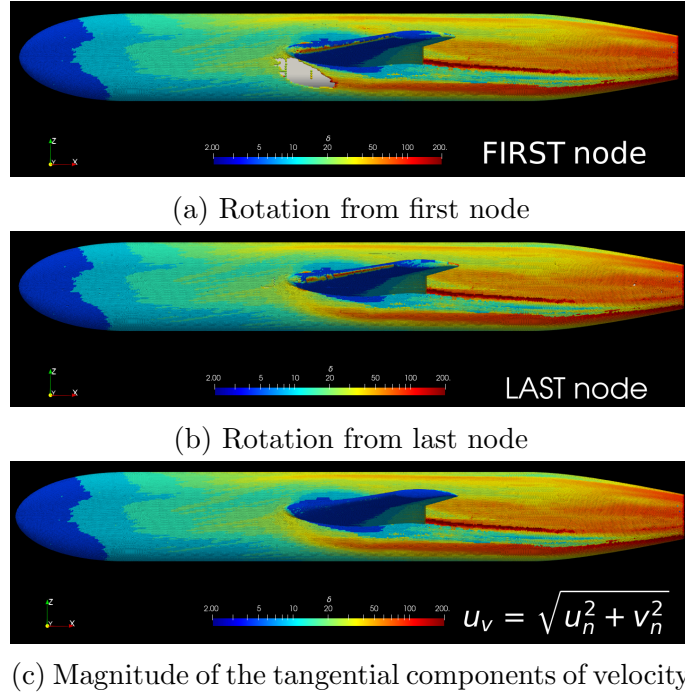 δ
2.00 5 10 20 50 100 200.
Z
Y X
FIRST node
(a) Rotation from first node
δ
2.00 5 10 20 50 100 200.
Z
Y X
LAST node
(b) Rotation from last node
δ
2.00 5 10 20 50 100 200.
Z
Y X
u_v = √(u_n² + v_n²)
(c) Magnitude of the tangential components of velocity